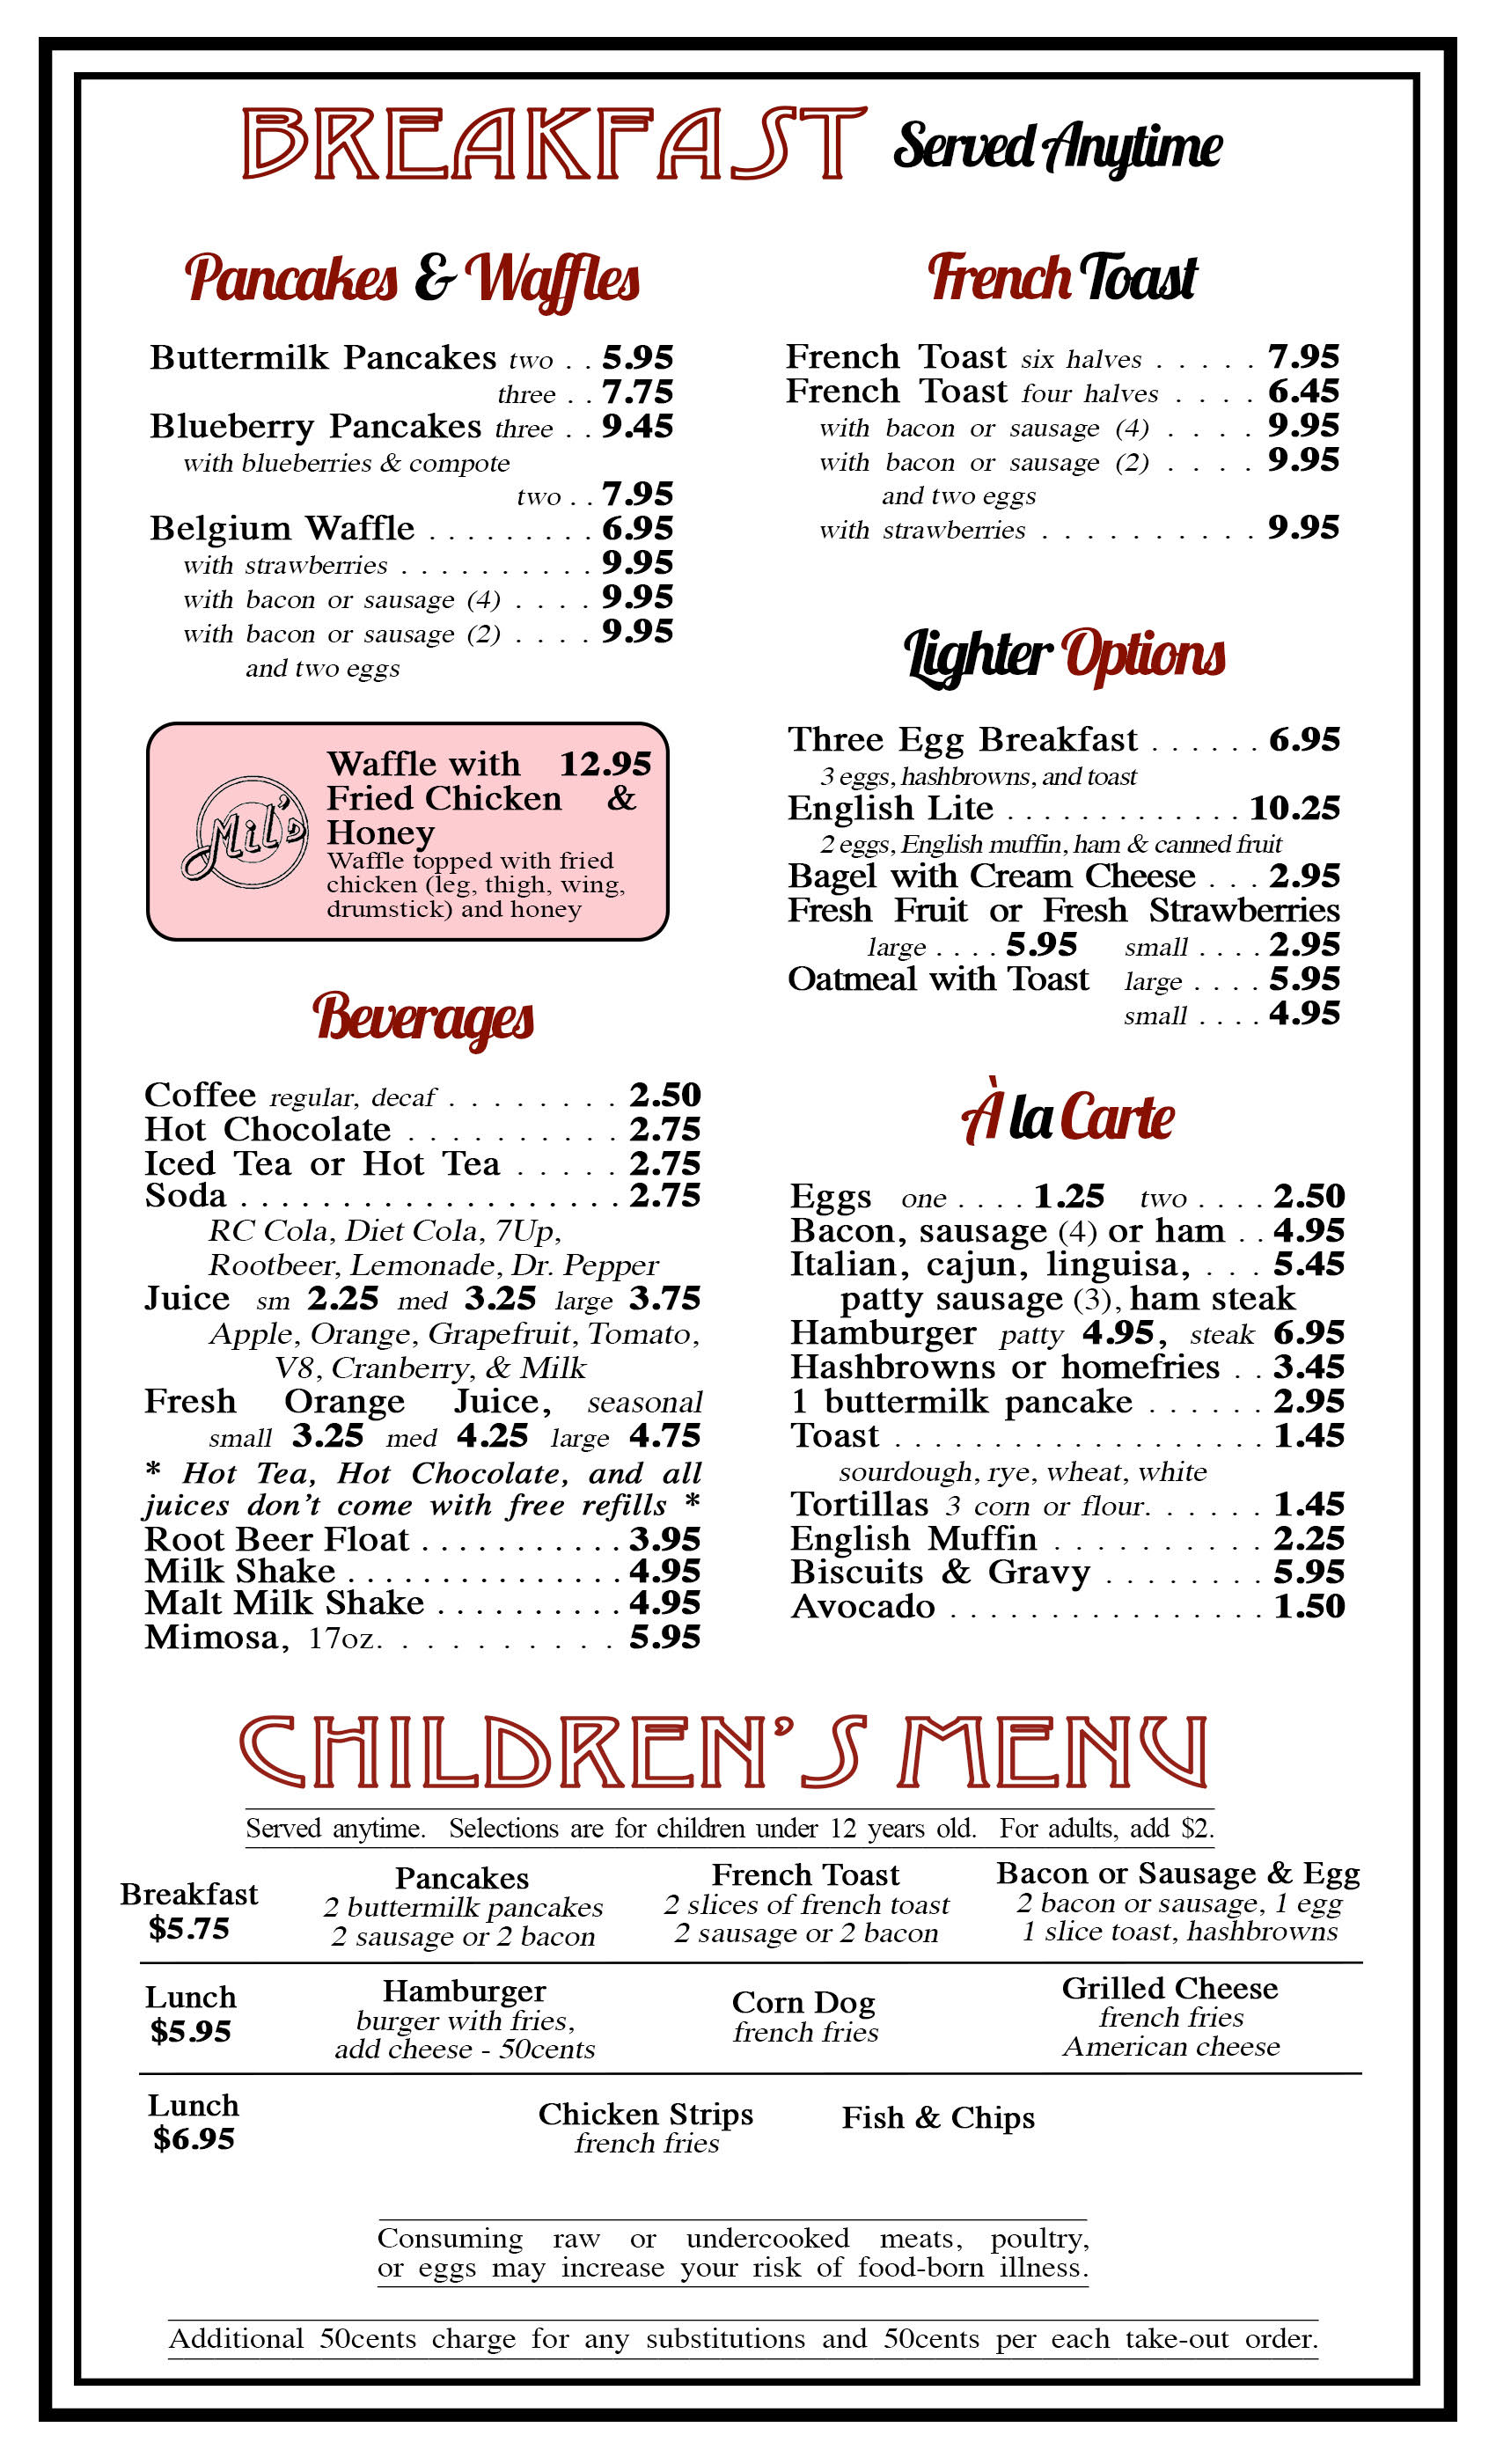 BREAKFAST Served Anytime
Pancakes & Waffles
Buttermilk Pancakes two . . 5.95
three . . 7.75
Blueberry Pancakes three . . 9.45
with blueberries & compote
two . . 7.95
Belgium Waffle . . . . . . . . . 6.95
with strawberries . . . . . . . . . . 9.95
with bacon or sausage (4) . . . . 9.95
with bacon or sausage (2) . . . . 9.95
and two eggs
Mil's
Waffle with 12.95
Fried Chicken &
Honey
Waffle topped with fried
chicken (leg, thigh, wing,
drumstick) and honey
Beverages
Coffee regular, decaf . . . . . . . . 2.50
Hot Chocolate . . . . . . . . . . 2.75
Iced Tea or Hot Tea . . . . . 2.75
Soda . . . . . . . . . . . . . . . . . . . 2.75
RC Cola, Diet Cola, 7Up,
Rootbeer, Lemonade, Dr. Pepper
Juice sm 2.25 med 3.25 large 3.75
Apple, Orange, Grapefruit, Tomato,
V8, Cranberry, & Milk
Fresh Orange Juice, seasonal
small 3.25 med 4.25 large 4.75
* Hot Tea, Hot Chocolate, and all
juices don't come with free refills *
Root Beer Float . . . . . . . . . . . 3.95
Milk Shake . . . . . . . . . . . . . . . 4.95
Malt Milk Shake . . . . . . . . . . 4.95
Mimosa, 17oz. . . . . . . . . . 5.95
French Toast
French Toast six halves . . . . . 7.95
French Toast four halves . . . . 6.45
with bacon or sausage (4) . . . . 9.95
with bacon or sausage (2) . . . . 9.95
and two eggs
with strawberries . . . . . . . . . . 9.95
Lighter Options
Three Egg Breakfast . . . . . . 6.95
3 eggs, hashbrowns, and toast
English Lite . . . . . . . . . . . . . 10.25
2 eggs, English muffin, ham & canned fruit
Bagel with Cream Cheese . . . 2.95
Fresh Fruit or Fresh Strawberries
large . . . . 5.95 small . . . . 2.95
Oatmeal with Toast large . . . . 5.95
small . . . . 4.95
À la Carte
Eggs one . . . . 1.25 two . . . . 2.50
Bacon, sausage (4) or ham . . 4.95
Italian, cajun, linguisa, . . . 5.45
patty sausage (3), ham steak
Hamburger patty 4.95, steak 6.95
Hashbrowns or homefries . . 3.45
1 buttermilk pancake . . . . . . 2.95
Toast . . . . . . . . . . . . . . . . . . . 1.45
sourdough, rye, wheat, white
Tortillas 3 corn or flour. . . . . . 1.45
English Muffin . . . . . . . . . . 2.25
Biscuits & Gravy . . . . . . . . 5.95
Avocado . . . . . . . . . . . . . . . . 1.50
CHILDREN'S MENU
Served anytime. Selections are for children under 12 years old. For adults, add $2.
Breakfast
$5.75
Pancakes
2 buttermilk pancakes
2 sausage or 2 bacon
French Toast
2 slices of french toast
2 sausage or 2 bacon
Bacon or Sausage & Egg
2 bacon or sausage, 1 egg
1 slice toast, hashbrowns
Lunch
$5.95
Hamburger
burger with fries,
add cheese - 50cents
Corn Dog
french fries
Grilled Cheese
french fries
American cheese
Lunch
$6.95
Chicken Strips
french fries
Fish & Chips
Consuming raw or undercooked meats, poultry,
or eggs may increase your risk of food-born illness.
Additional 50cents charge for any substitutions and 50cents per each take-out order.